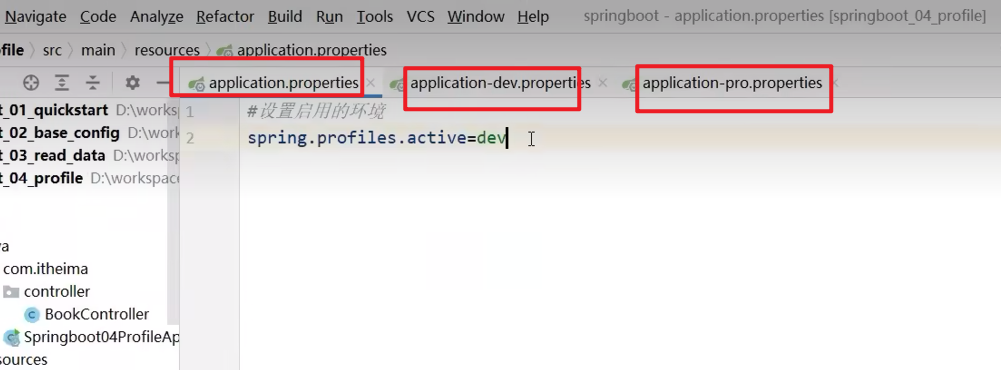 Navigate Code Analyze Refactor Build Run Tools VCS Window Help springboot - application.properties [springboot_04_profile]
ofile src main resources application.properties
application.properties application-dev.properties application-pro.properties
t_01_quickstart D:\worksp
1 #设置启用的环境
t_02_base_config D:\works
2 spring.profiles.active=dev
t_03_read_data D:\workspa
t_04_profile D:\workspace
va
com.itheima
controller
BookController
Springboot04ProfileAp
sources